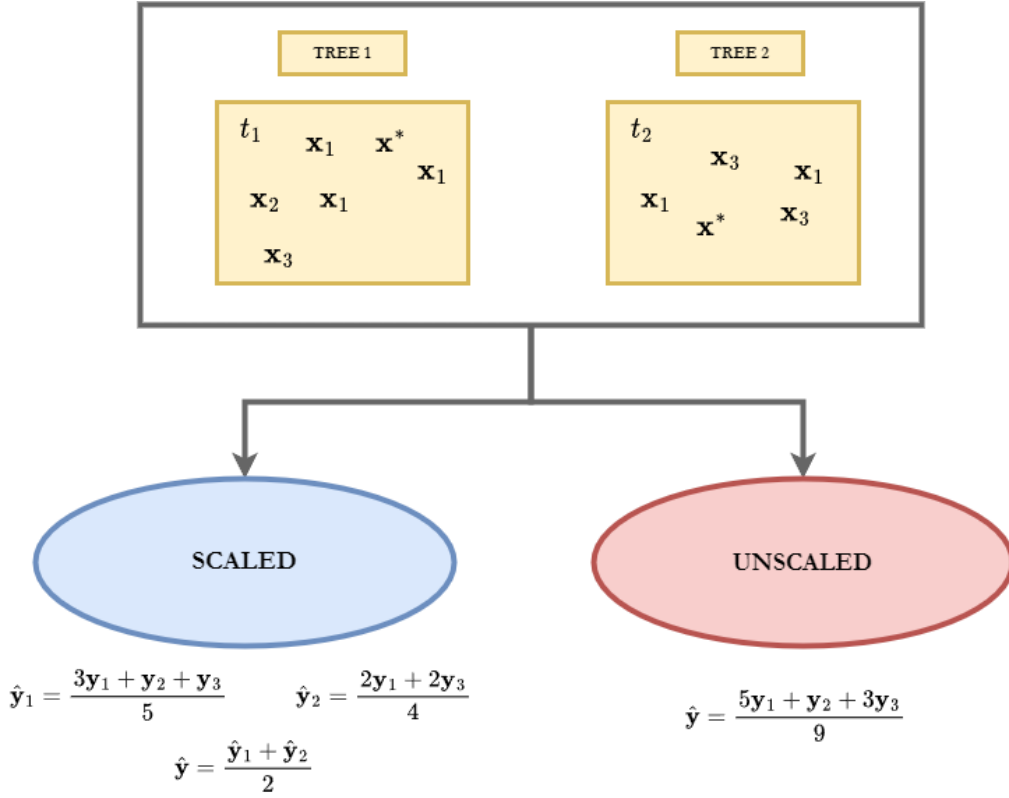 TREE 1
TREE 2
t₁
x₁
x*
x₁
x₂
x₁
x₃
t₂
x₃
x₁
x₁
x₃
x*
SCALED
UNSCALED
ŷ₁ = (3y₁ + y₂ + y₃)/5
ŷ₂ = (2y₁ + 2y₃)/4
ŷ = (ŷ₁ + ŷ₂)/2
ŷ = (5y₁ + y₂ + 3y₃)/9